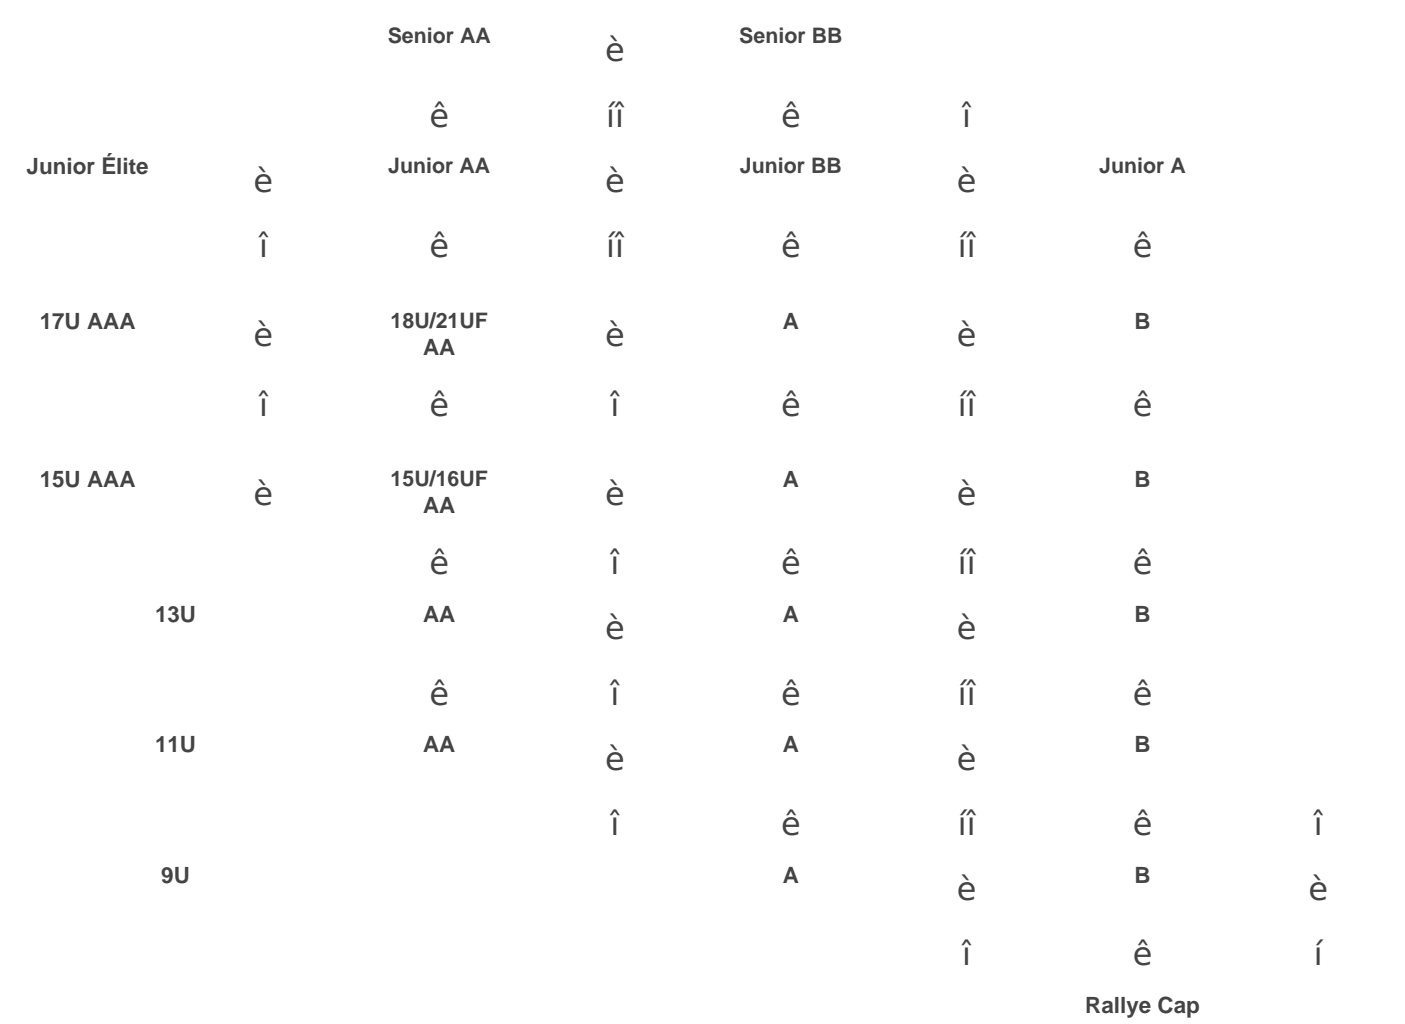 Senior AA è Senior BB
ê íî ê î
Junior Élite è Junior AA è Junior BB è Junior A
î ê íî ê íî ê
17U AAA è 18U/21UF AA è A è B
î ê î ê íî ê
15U AAA è 15U/16UF AA è A è B
ê î ê íî ê
13U AA è A è B
ê î ê íî ê
11U AA è A è B
î ê íî ê î
9U A è B è
î ê í
Rallye Cap